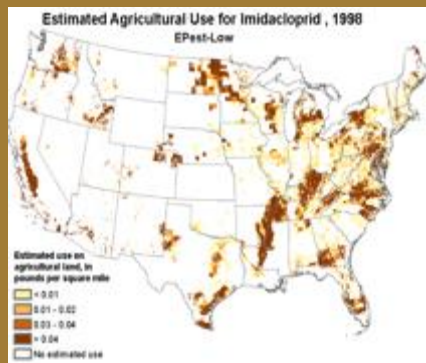 Estimated Agricultural Use for Imidacloprid , 1998
EPest-Low
Estimated use on
agricultural land, in
pounds per square mile
< 0.01
0.01 - 0.02
0.03 - 0.04
> 0.04
No estimated use